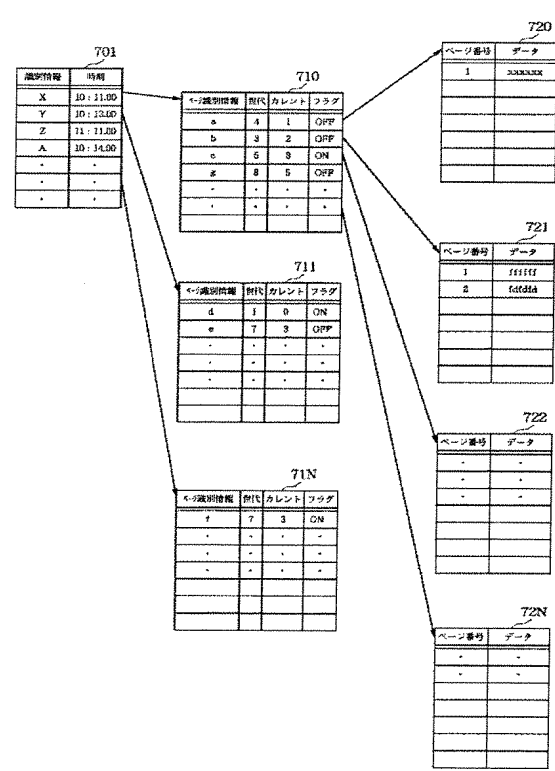 701
識別情報 時刻
X 10:11.00
Y 10:12.00
Z 11:11.00
A 10:14.00
710
ページ識別情報 世代 カレント フラグ
a 4 1 OFF
b 3 2 OFF
c 5 3 ON
g 8 5 OFF
711
ページ識別情報 世代 カレント フラグ
d 1 0 ON
e 7 3 OFF
71N
ページ識別情報 世代 カレント フラグ
f 7 3 ON
720
ページ番号 データ
1 xxxxxx
721
ページ番号 データ
1 ffffff
2 fdfdfd
722
ページ番号 データ
72N
ページ番号 データ